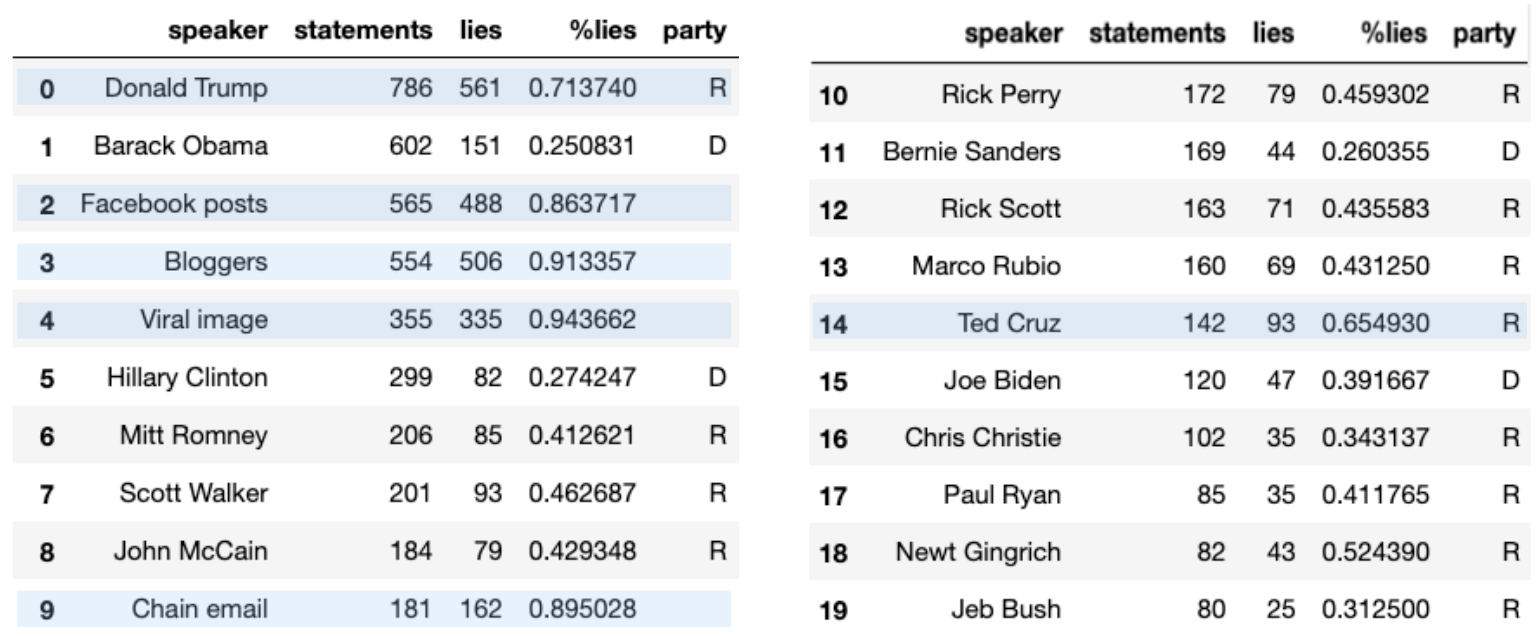 speaker statements lies %lies party
0 Donald Trump 786 561 0.713740 R
1 Barack Obama 602 151 0.250831 D
2 Facebook posts 565 488 0.863717
3 Bloggers 554 506 0.913357
4 Viral image 355 335 0.943662
5 Hillary Clinton 299 82 0.274247 D
6 Mitt Romney 206 85 0.412621 R
7 Scott Walker 201 93 0.462687 R
8 John McCain 184 79 0.429348 R
9 Chain email 181 162 0.895028
speaker statements lies %lies party
10 Rick Perry 172 79 0.459302 R
11 Bernie Sanders 169 44 0.260355 D
12 Rick Scott 163 71 0.435583 R
13 Marco Rubio 160 69 0.431250 R
14 Ted Cruz 142 93 0.654930 R
15 Joe Biden 120 47 0.391667 D
16 Chris Christie 102 35 0.343137 R
17 Paul Ryan 85 35 0.411765 R
18 Newt Gingrich 82 43 0.524390 R
19 Jeb Bush 80 25 0.312500 R